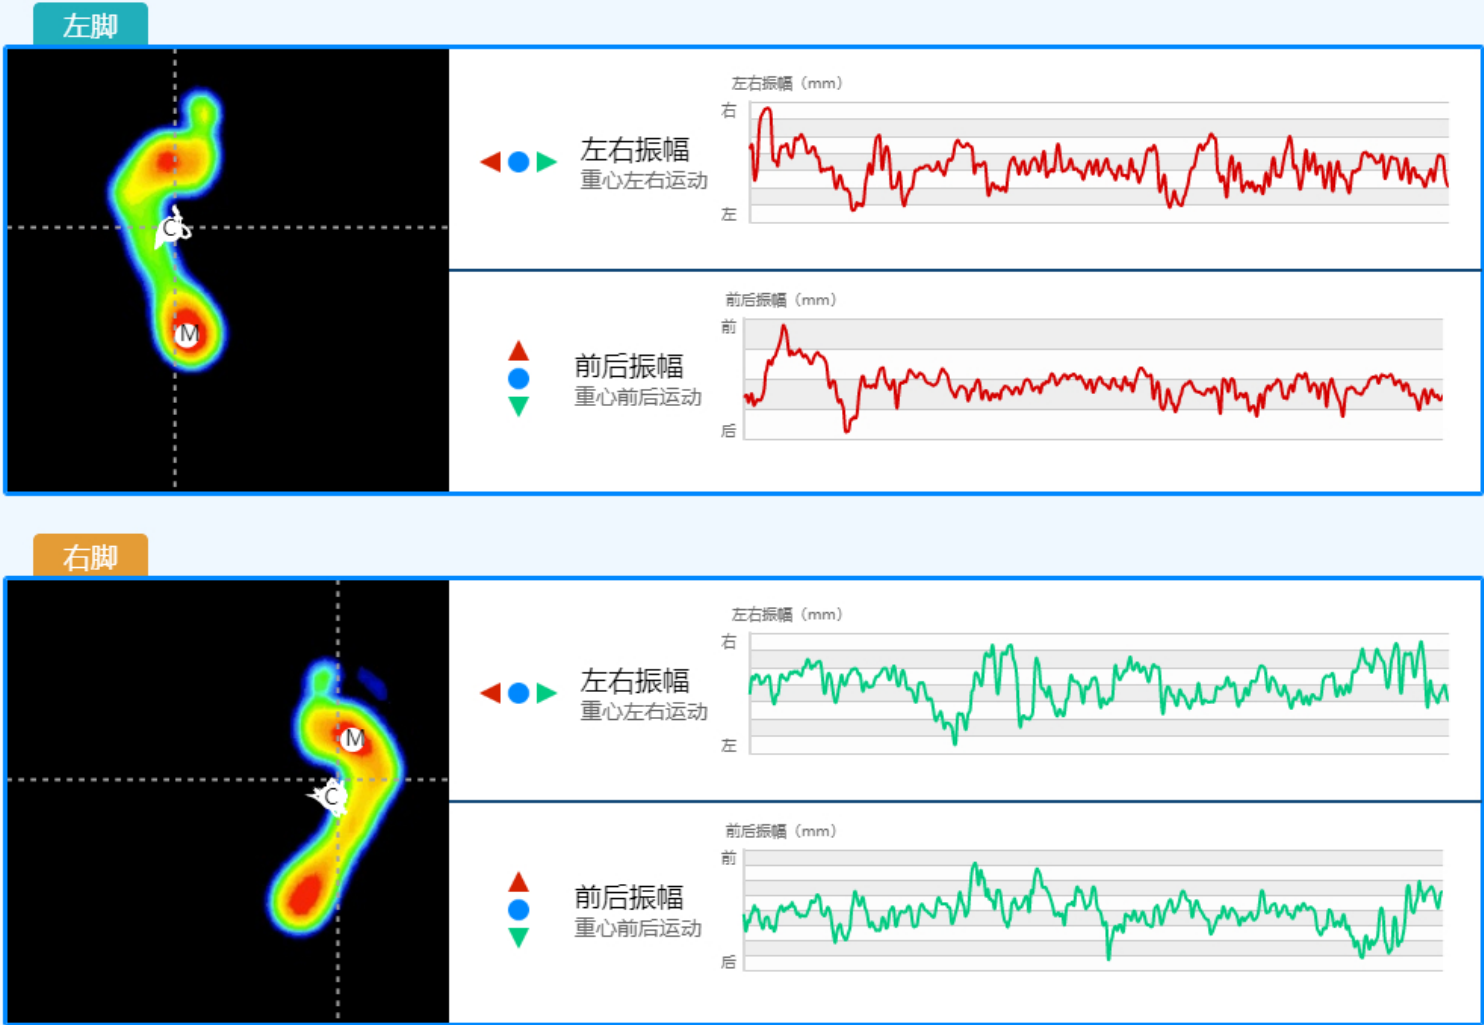 左脚
左右振幅（mm）
右
左右振幅
重心左右运动
左
C
M
前后振幅（mm）
前
前后振幅
重心前后运动
后
右脚
左右振幅（mm）
右
左右振幅
重心左右运动
左
M
C
前后振幅（mm）
前
前后振幅
重心前后运动
后